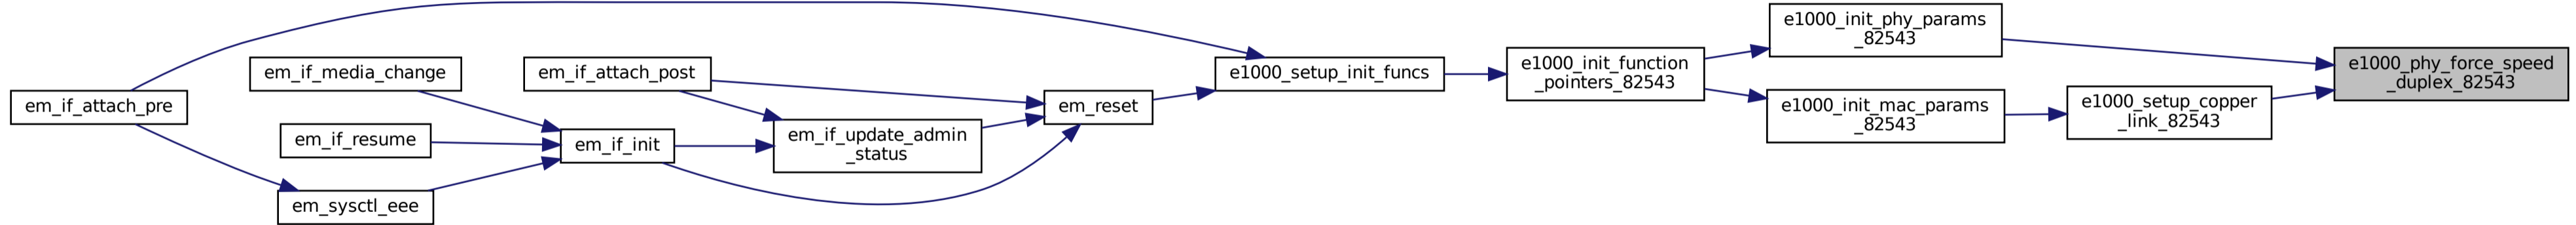 em_if_attach_pre
em_if_media_change
em_if_resume
em_sysctl_eee
em_if_attach_post
em_if_init
em_if_update_admin
_status
em_reset
e1000_setup_init_funcs
e1000_init_function
_pointers_82543
e1000_init_phy_params
_82543
e1000_init_mac_params
_82543
e1000_setup_copper
_link_82543
e1000_phy_force_speed
_duplex_82543